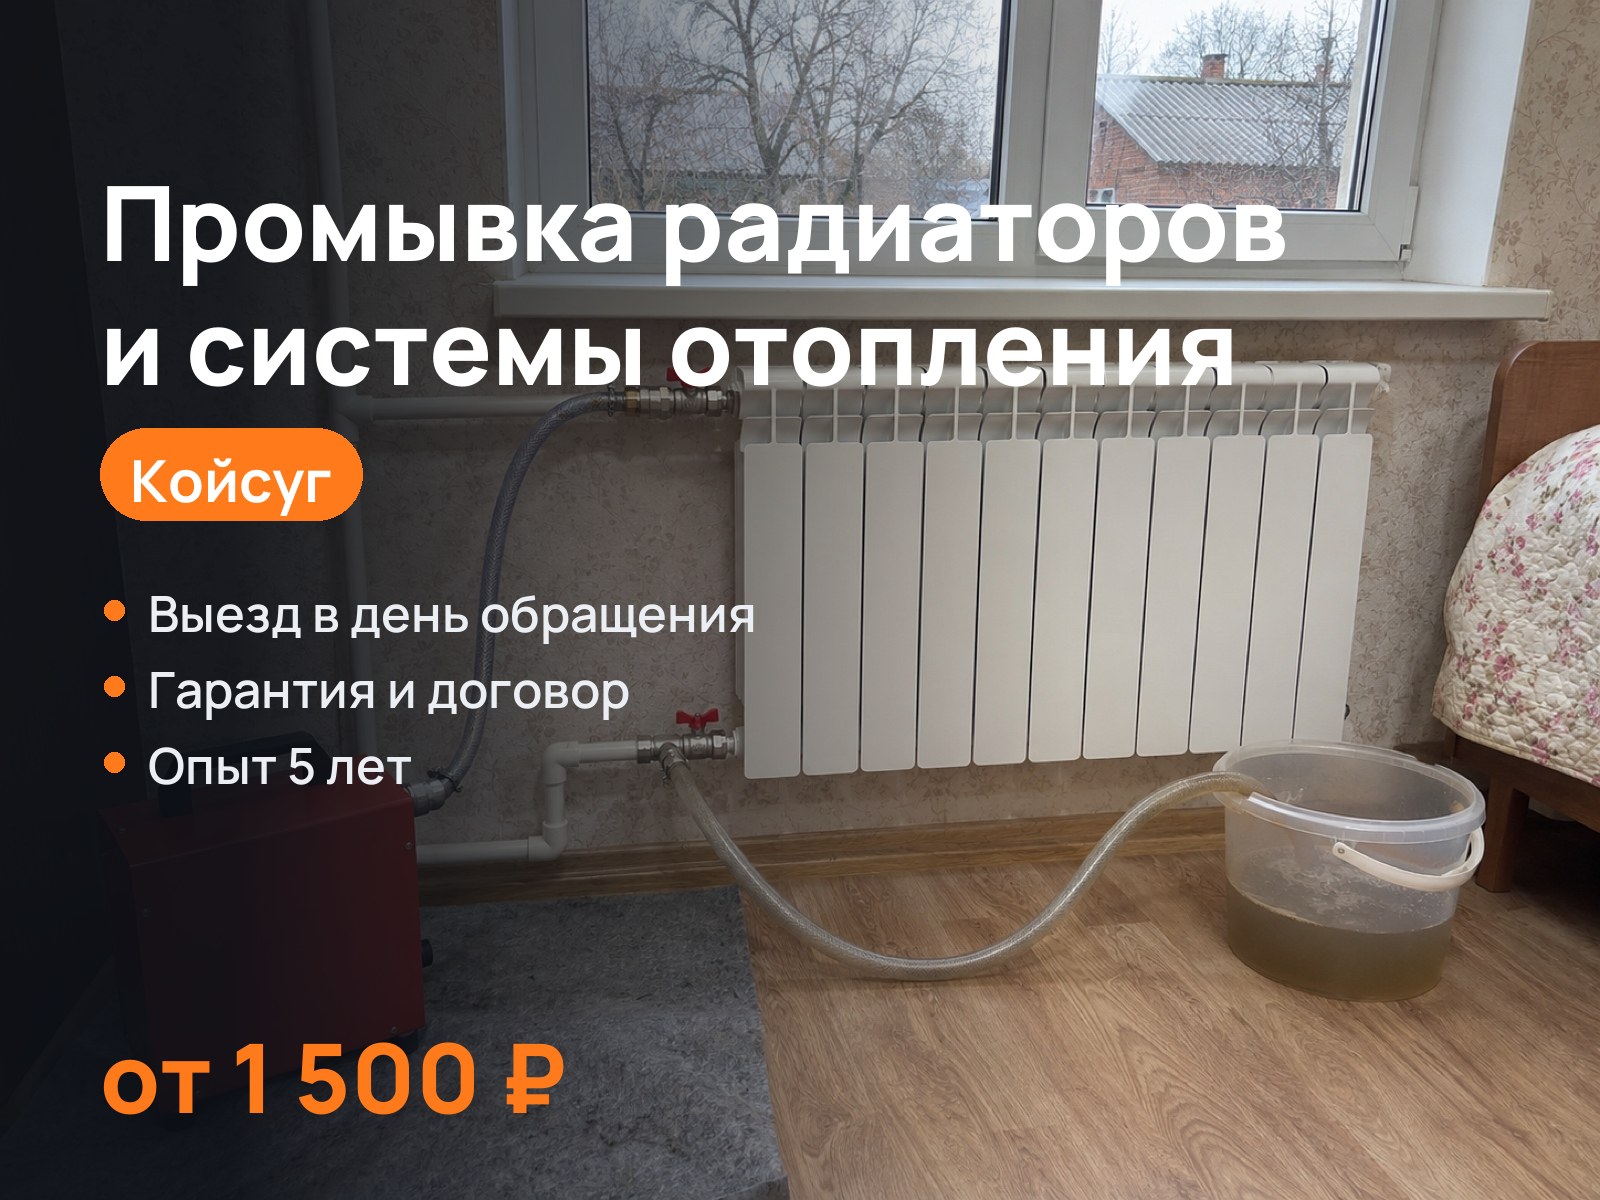 Промывка радиаторов
и системы отопления
Койсуг
Выезд в день обращения
Гарантия и договор
Опыт 5 лет
от 1 500 ₽